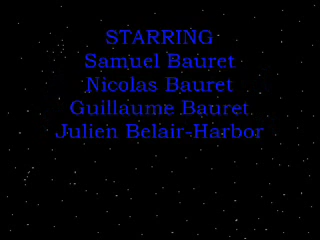 STARRING
Samuel Bauret
Nicolas Bauret
Guillaume Bauret
Julien Belair-Harbor